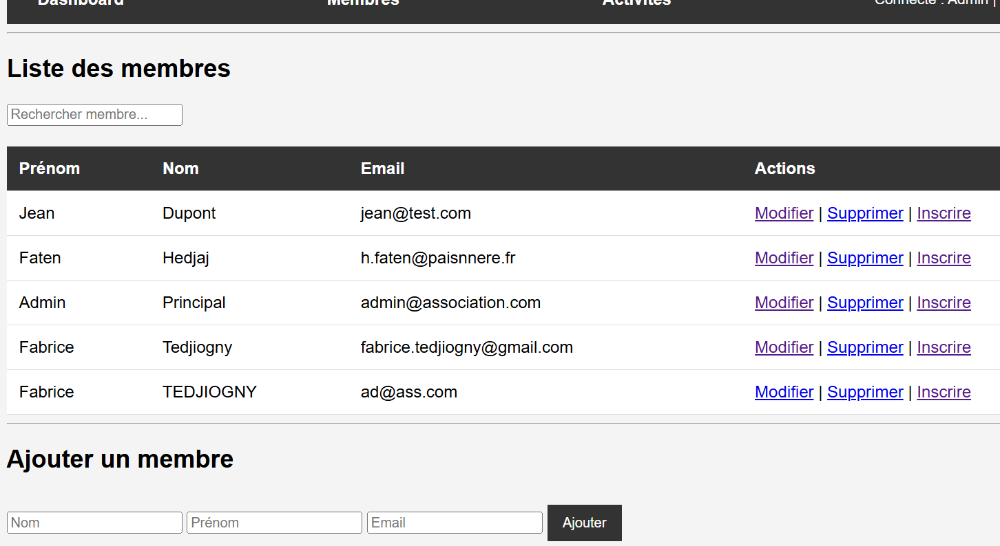 Dashboard Membres Activités Connecté : Admin |
Liste des membres
Rechercher membre...
Prénom Nom Email Actions
Jean Dupont jean@test.com Modifier | Supprimer | Inscrire
Faten Hedjaj h.faten@paisnnere.fr Modifier | Supprimer | Inscrire
Admin Principal admin@association.com Modifier | Supprimer | Inscrire
Fabrice Tedjiogny fabrice.tedjiogny@gmail.com Modifier | Supprimer | Inscrire
Fabrice TEDJIOGNY ad@ass.com Modifier | Supprimer | Inscrire
Ajouter un membre
Nom Prénom Email Ajouter